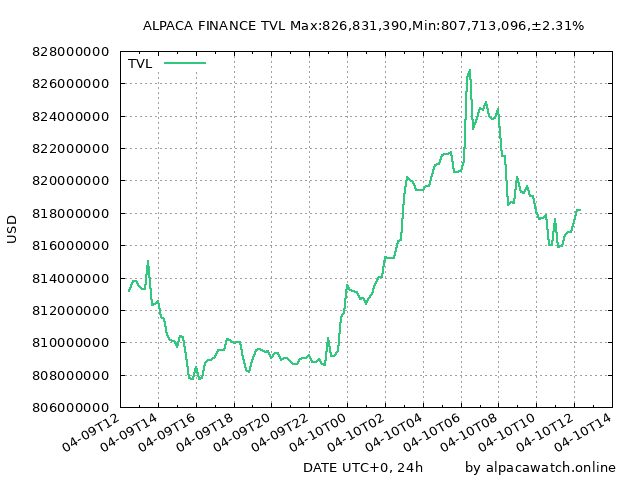 ALPACA FINANCE TVL Max:826,831,390,Min:807,713,096,±2.31%
828000000
TVL
826000000
824000000
822000000
820000000
818000000
816000000
814000000
812000000
810000000
808000000
806000000
USD
04-09T12
04-09T14
04-09T16
04-09T18
04-09T20
04-09T22
04-10T00
04-10T02
04-10T04
04-10T06
04-10T08
04-10T10
04-10T12
04-10T14
DATE UTC+0, 24h
by alpacawatch.online